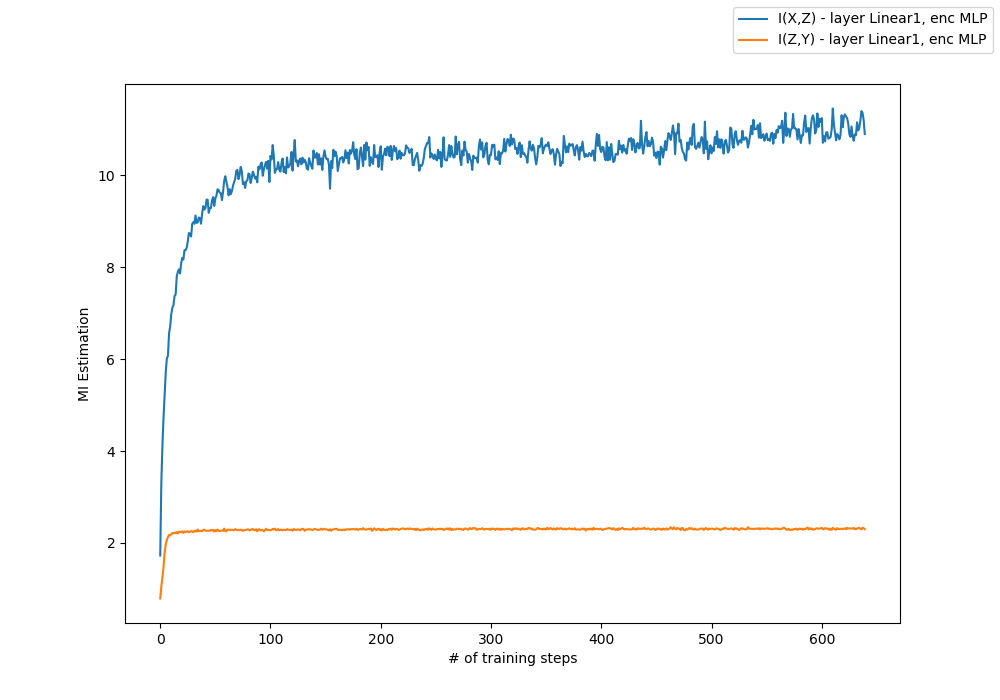 I(X,Z) - layer Linear1, enc MLP
I(Z,Y) - layer Linear1, enc MLP
10
8
6
4
2
MI Estimation
0 100 200 300 400 500 600
# of training steps